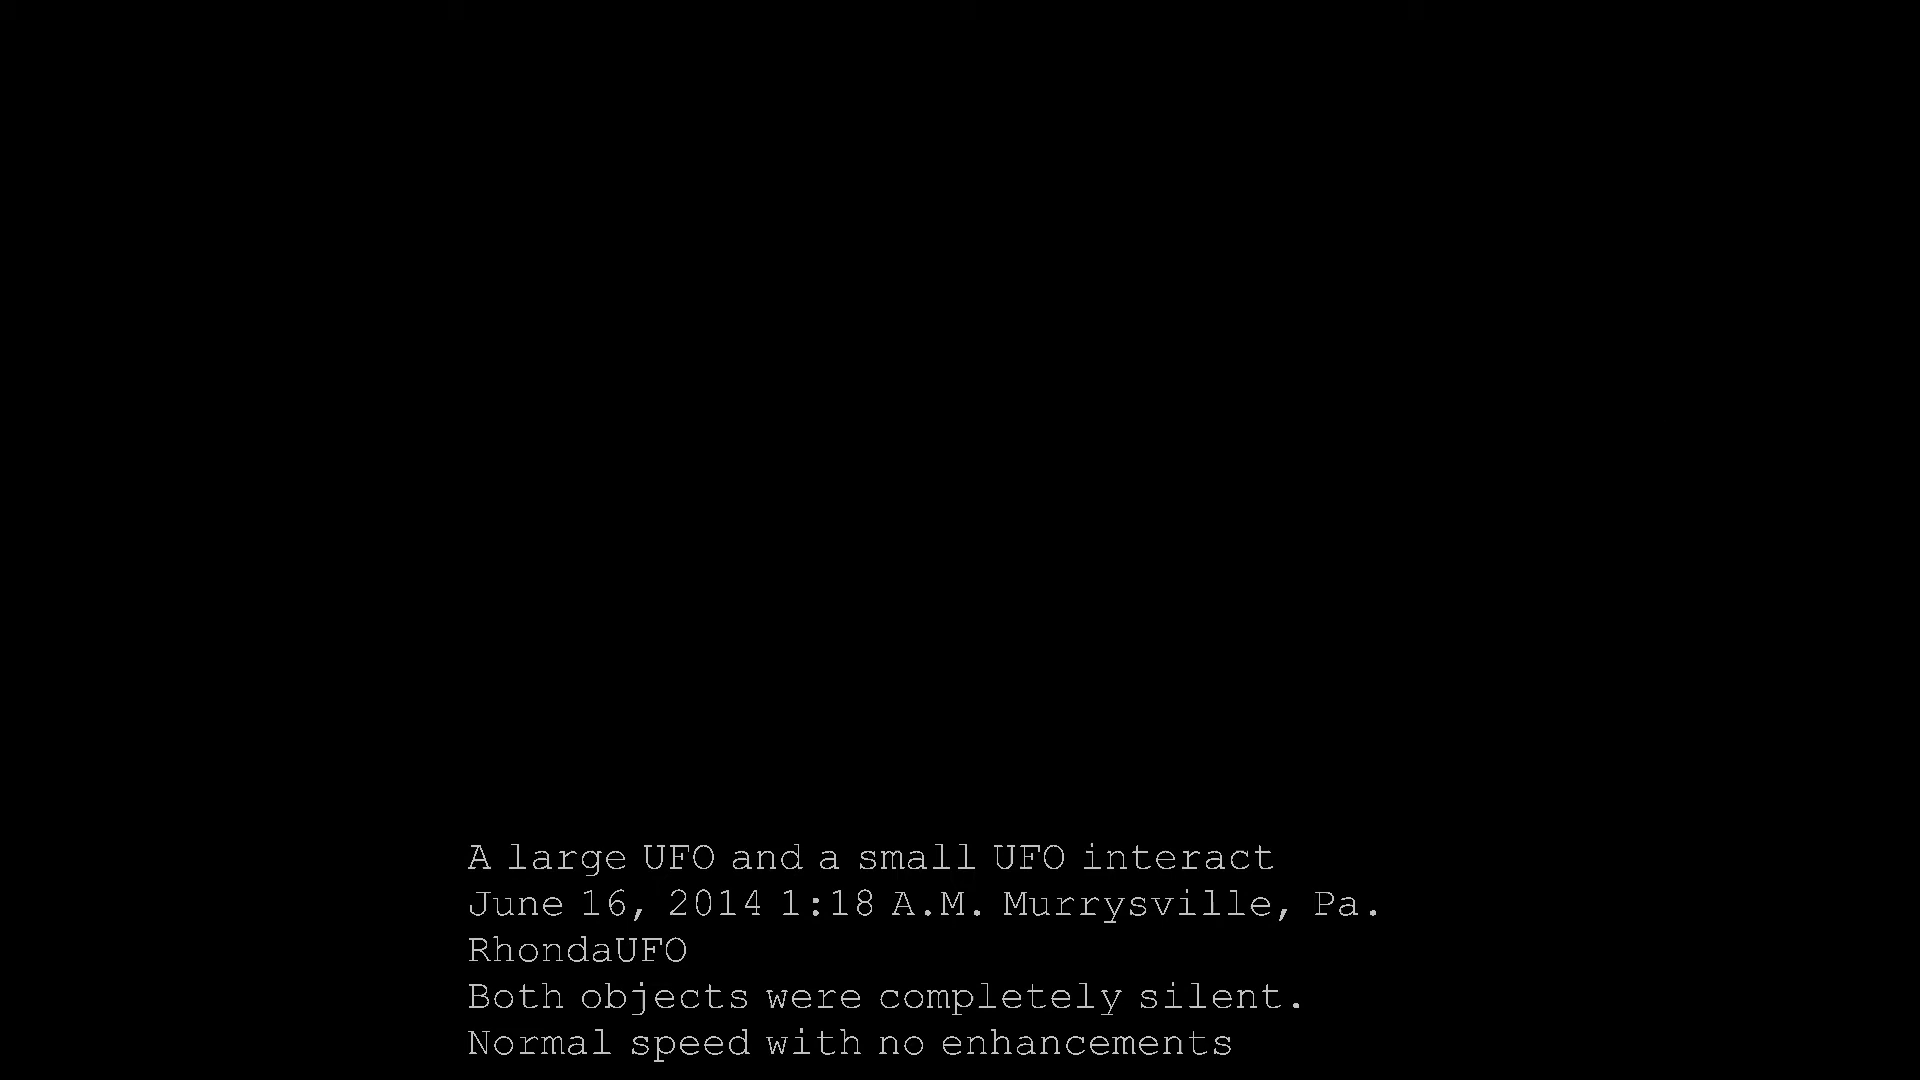 A large UFO and a small UFO interact
June 16, 2014 1:18 A.M. Murrysville, Pa.
RhondaUFO
Both objects were completely silent.
Normal speed with no enhancements